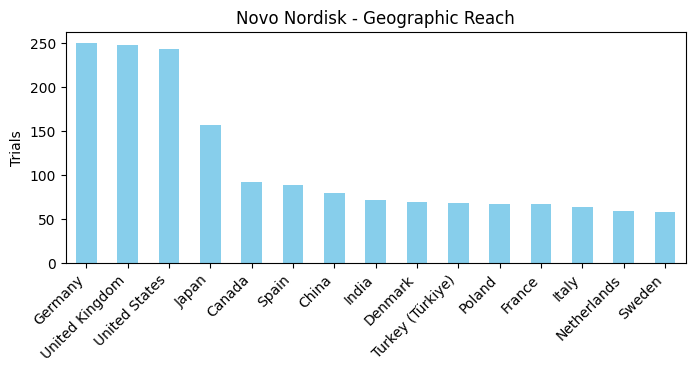 Novo Nordisk - Geographic Reach
Trials
250
200
150
100
50
0
Germany
United Kingdom
United States
Japan
Canada
Spain
China
India
Denmark
Turkey (Türkiye)
Poland
France
Italy
Netherlands
Sweden